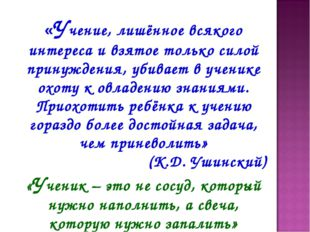 «Учение, лишённое всякого
интереса и взятое только силой
принуждения, убивает в ученике
охоту к овладению знаниями.
Приохотить ребёнка к учению
гораздо более достойная задача,
чем приневолить»
(К.Д. Ушинский)
«Ученик – это не сосуд, который
нужно наполнить, а свеча,
которую нужно запалить»